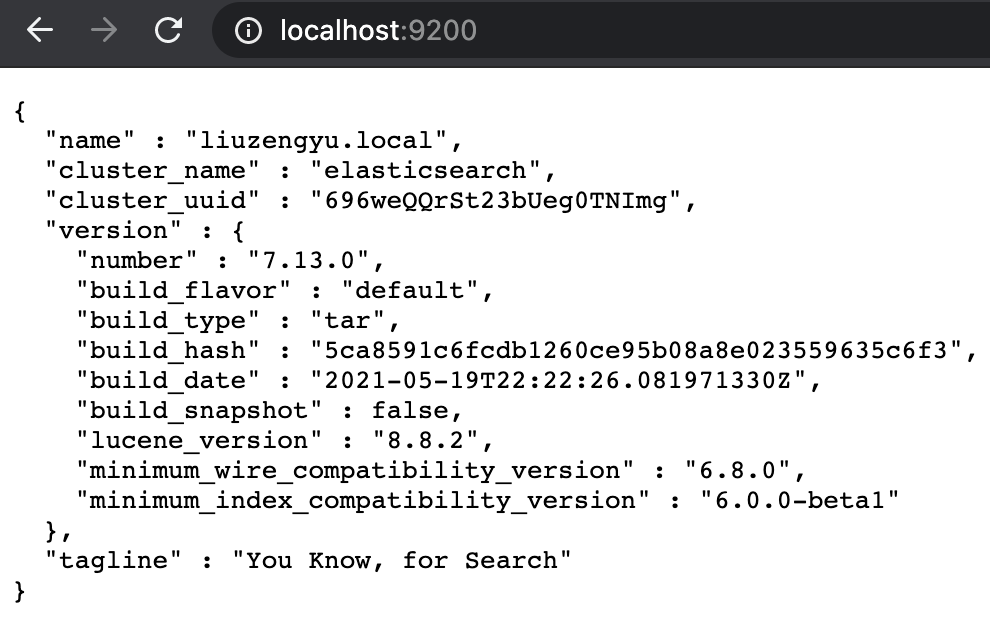 localhost:9200
{
  "name" : "liuzengyu.local",
  "cluster_name" : "elasticsearch",
  "cluster_uuid" : "696weQQrSt23bUeg0TNImg",
  "version" : {
    "number" : "7.13.0",
    "build_flavor" : "default",
    "build_type" : "tar",
    "build_hash" : "5ca8591c6fcdb1260ce95b08a8e023559635c6f3",
    "build_date" : "2021-05-19T22:22:26.081971330Z",
    "build_snapshot" : false,
    "lucene_version" : "8.8.2",
    "minimum_wire_compatibility_version" : "6.8.0",
    "minimum_index_compatibility_version" : "6.0.0-beta1"
  },
  "tagline" : "You Know, for Search"
}